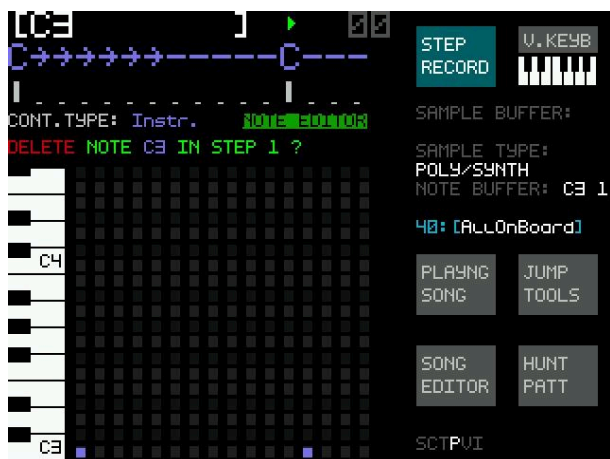 [C3 ] 00
C→→→→→→------C---
CONT.TYPE: Instr. NOTE EDITOR
DELETE NOTE C3 IN STEP 1 ?
C4
C3
STEP
RECORD
V.KEYB
SAMPLE BUFFER:
SAMPLE TYPE:
POLY/SYNTH
NOTE BUFFER: C3 1
40:[ALLOnBoard]
PLAYNG
SONG
JUMP
TOOLS
SONG
EDITOR
HUNT
PATT
SCTPVI